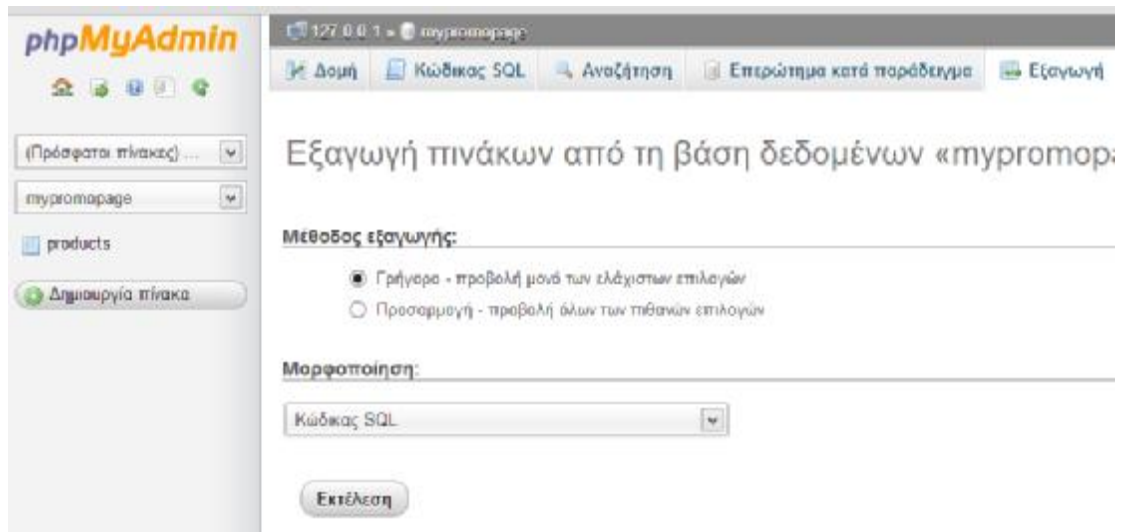 phpMyAdmin
127.0.0.1 » mypromopage
Δομή Κώδικας SQL Αναζήτηση Επερώτημα κατά παράδειγμα Εξαγωγή
(Πρόσφατοι πίνακες) ...
mypromopage
products
Δημιουργία πίνακα
Εξαγωγή πινάκων από τη βάση δεδομένων «mypromopa
Μέθοδος εξαγωγής:
Γρήγορα - προβολή μονό των ελάχιστων επιλογών
Προσαρμογή - προβολή όλων των πιθανών επιλογών
Μορφοποίηση:
Κώδικας SQL
Εκτέλεση